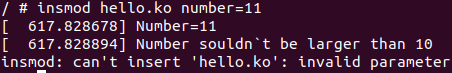 / # insmod hello.ko number=11
[  617.828678] Number=11
[  617.828894] Number souldn`t be larger than 10
insmod: can't insert 'hello.ko': invalid parameter